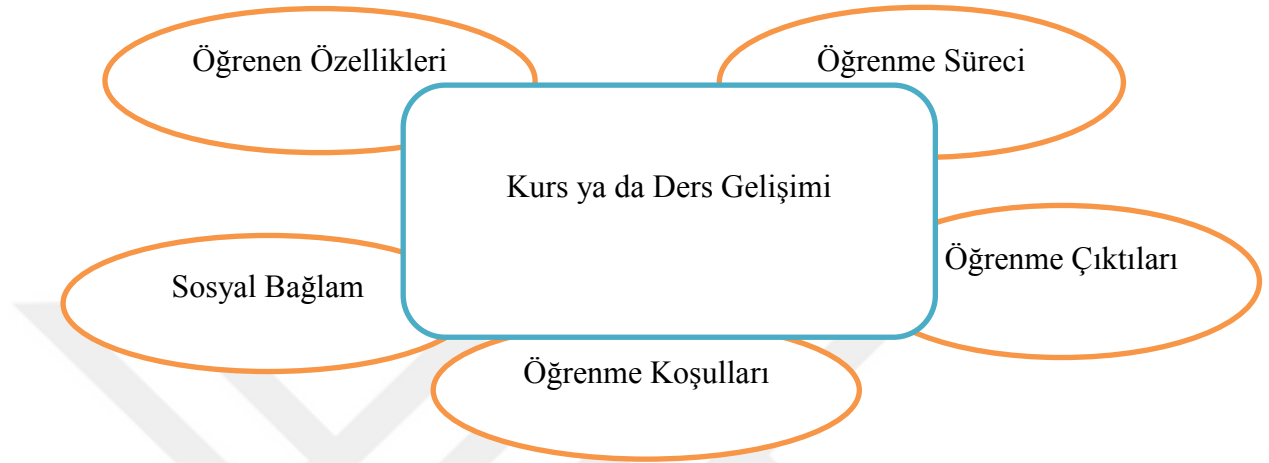 Öğrenen Özellikleri
Öğrenme Süreci
Kurs ya da Ders Gelişimi
Sosyal Bağlam
Öğrenme Çıktıları
Öğrenme Koşulları